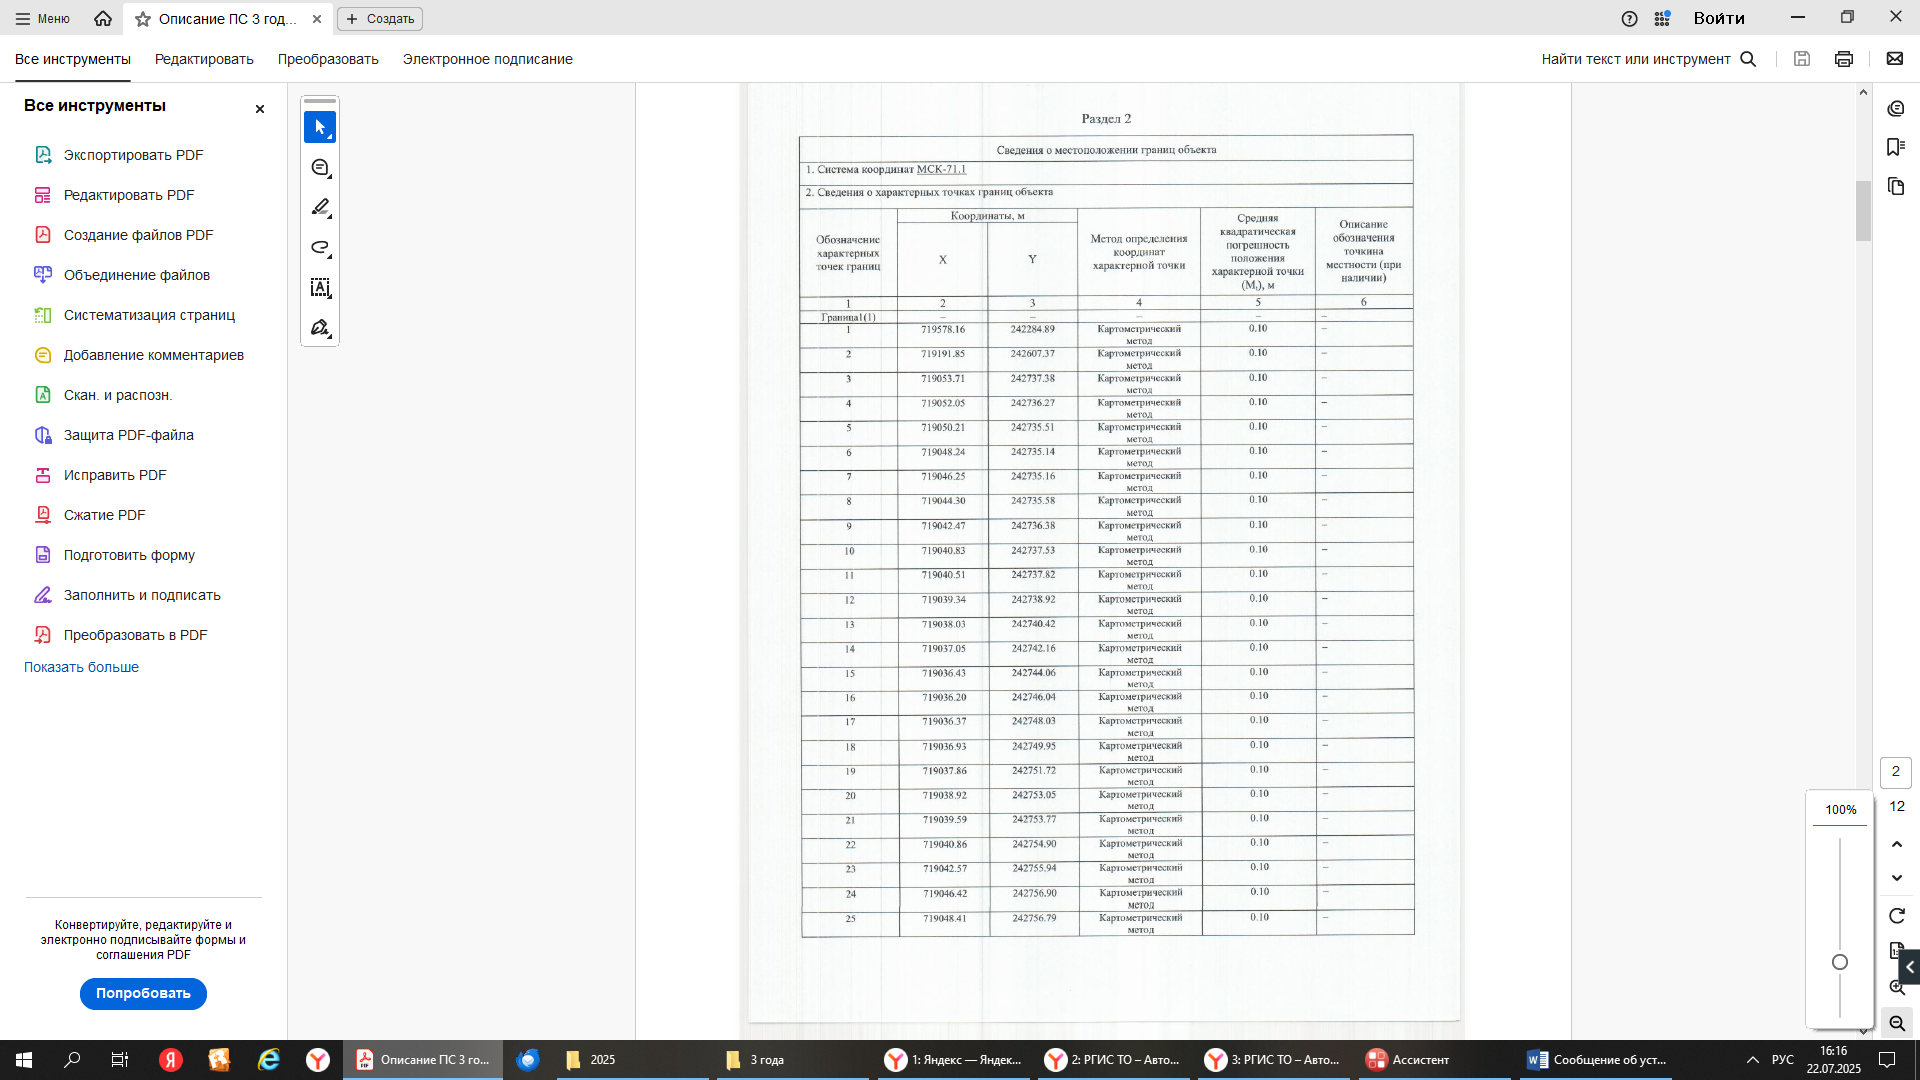 Меню
Описание ПС 3 год...
Создать
Войти
Все инструменты
Редактировать
Преобразовать
Электронное подписание
Найти текст или инструмент
Все инструменты
Экспортировать PDF
Редактировать PDF
Создание файлов PDF
Объединение файлов
Систематизация страниц
Добавление комментариев
Скан. и распозн.
Защита PDF-файла
Исправить PDF
Сжатие PDF
Подготовить форму
Заполнить и подписать
Преобразовать в PDF
Показать больше
Конвертируйте, редактируйте и
электронно подписывайте формы и
соглашения PDF
Попробовать
Раздел 2
Сведения о местоположении границ объекта
1. Система координат МСК-71.1
2. Сведения о характерных точках границ объекта
Обозначение
характерных
точек границ
Координаты, м
X
Y
Метод определения
координат
характерной точки
Средняя
квадратическая
погрешность
положения
характерной точки
(Mt), м
Описание
обозначения
точкина
местности (при
наличии)
1 2 3 4 5 6
Граница1(1) – – – – –
1 719578.16 242284.89 Картометрический метод 0.10 –
2 719191.85 242607.37 Картометрический метод 0.10 –
3 719053.71 242737.38 Картометрический метод 0.10 –
4 719052.05 242736.27 Картометрический метод 0.10 –
5 719050.21 242735.51 Картометрический метод 0.10 –
6 719048.24 242735.14 Картометрический метод 0.10 –
7 719046.25 242735.16 Картометрический метод 0.10 –
8 719044.30 242735.58 Картометрический метод 0.10 –
9 719042.47 242736.38 Картометрический метод 0.10 –
10 719040.83 242737.53 Картометрический метод 0.10 –
11 719040.51 242737.82 Картометрический метод 0.10 –
12 719039.34 242738.92 Картометрический метод 0.10 –
13 719038.03 242740.42 Картометрический метод 0.10 –
14 719037.05 242742.16 Картометрический метод 0.10 –
15 719036.43 242744.06 Картометрический метод 0.10 –
16 719036.20 242746.04 Картометрический метод 0.10 –
17 719036.37 242748.03 Картометрический метод 0.10 –
18 719036.93 242749.95 Картометрический метод 0.10 –
19 719037.86 242751.72 Картометрический метод 0.10 –
20 719038.92 242753.05 Картометрический метод 0.10 –
21 719039.59 242753.77 Картометрический метод 0.10 –
22 719040.86 242754.90 Картометрический метод 0.10 –
23 719042.57 242755.94 Картометрический метод 0.10 –
24 719046.42 242756.90 Картометрический метод 0.10 –
25 719048.41 242756.79 Картометрический метод 0.10 –
2
12
100%
Описание ПС 3 го...
2025
3 года
1: Яндекс — Яндек...
2: РГИС ТО – Авто...
3: РГИС ТО – Авто...
Ассистент
Сообщение об уст...
РУС
16:16
22.07.2025